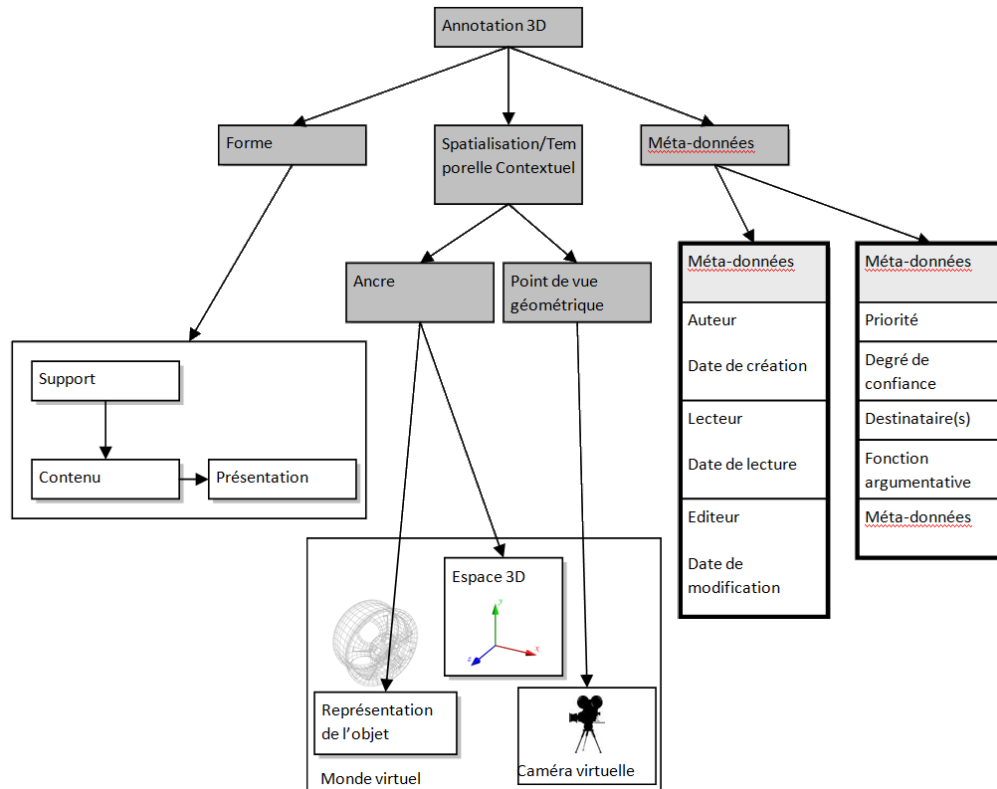 Annotation 3D
Forme
Spatialisation/Tem
porelle Contextuel
Méta-données
Ancre
Point de vue
géométrique
Support
Contenu
Présentation
Méta-données
Auteur
Date de création
Lecteur
Date de lecture
Editeur
Date de
modification
Méta-données
Priorité
Degré de
confiance
Destinataire(s)
Fonction
argumentative
Méta-données
Espace 3D
y
x
z
Représentation
de l'objet
Monde virtuel
Caméra virtuelle